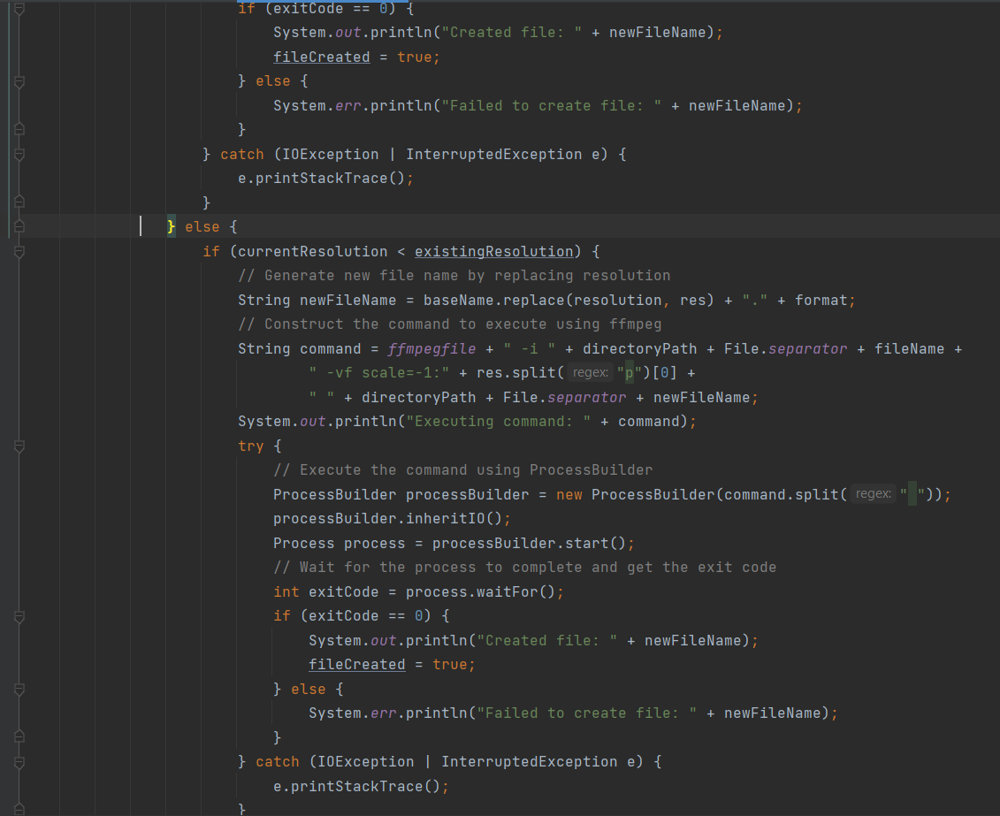 if (exitCode == 0) {
System.out.println("Created file: " + newFileName);
fileCreated = true;
} else {
System.err.println("Failed to create file: " + newFileName);
}
} catch (IOException | InterruptedException e) {
e.printStackTrace();
}
} else {
if (currentResolution < existingResolution) {
// Generate new file name by replacing resolution
String newFileName = baseName.replace(resolution, res) + "." + format;
// Construct the command to execute using ffmpeg
String command = ffmpegfile + " -i " + directoryPath + File.separator + fileName +
" -vf scale=-1:" + res.split( regex: "p")[0] +
" " + directoryPath + File.separator + newFileName;
System.out.println("Executing command: " + command);
try {
// Execute the command using ProcessBuilder
ProcessBuilder processBuilder = new ProcessBuilder(command.split( regex: " "));
processBuilder.inheritIO();
Process process = processBuilder.start();
// Wait for the process to complete and get the exit code
int exitCode = process.waitFor();
if (exitCode == 0) {
System.out.println("Created file: " + newFileName);
fileCreated = true;
} else {
System.err.println("Failed to create file: " + newFileName);
}
} catch (IOException | InterruptedException e) {
e.printStackTrace();
}